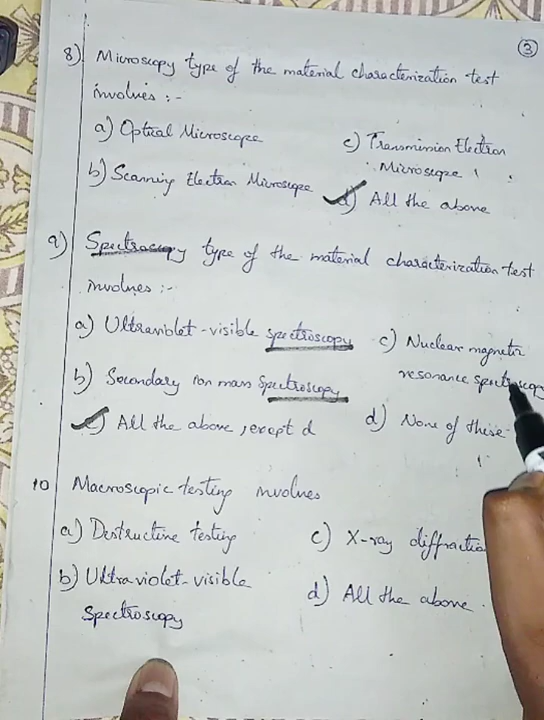 3
8) Microscopy type of the material characterization test
involves :-
a) Optical Microscope
c) Transmission Electron
Microscope
b) Scanning Electron Microscope
d) All the above
9) Spectroscopy type of the material characterization test
involves :-
a) Ultraviolet-visible spectroscopy
c) Nuclear magnetic
resonance spectroscopy
b) Secondary ion mass spectroscopy
All the above, except d
d) None of these
10 Macroscopic testing involves
a) Destructive testing
c) X-ray diffractio
b) Ultraviolet-visible
Spectroscopy
d) All the above.